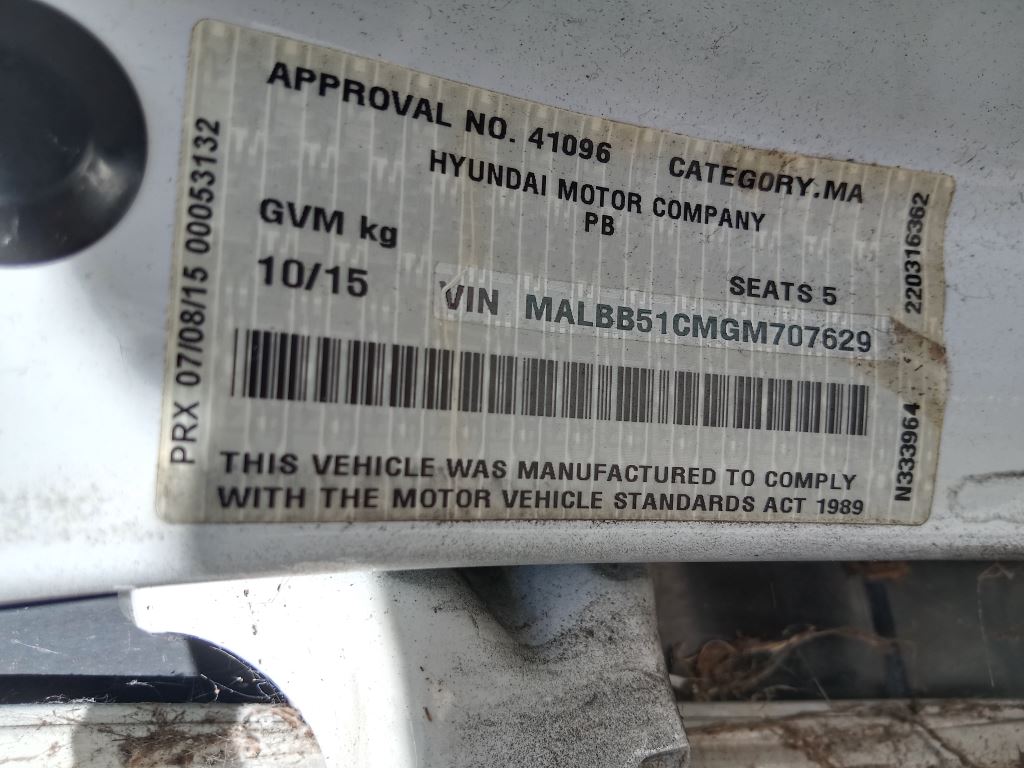 APPROVAL NO. 41096 CATEGORY.MA
HYUNDAI MOTOR COMPANY
PB
GVM kg
10/15
SEATS 5
VIN MALBB51CMGM707629
THIS VEHICLE WAS MANUFACTURED TO COMPLY
WITH THE MOTOR VEHICLE STANDARDS ACT 1989
PRX 07/08/15 00053132
N333964 220316362